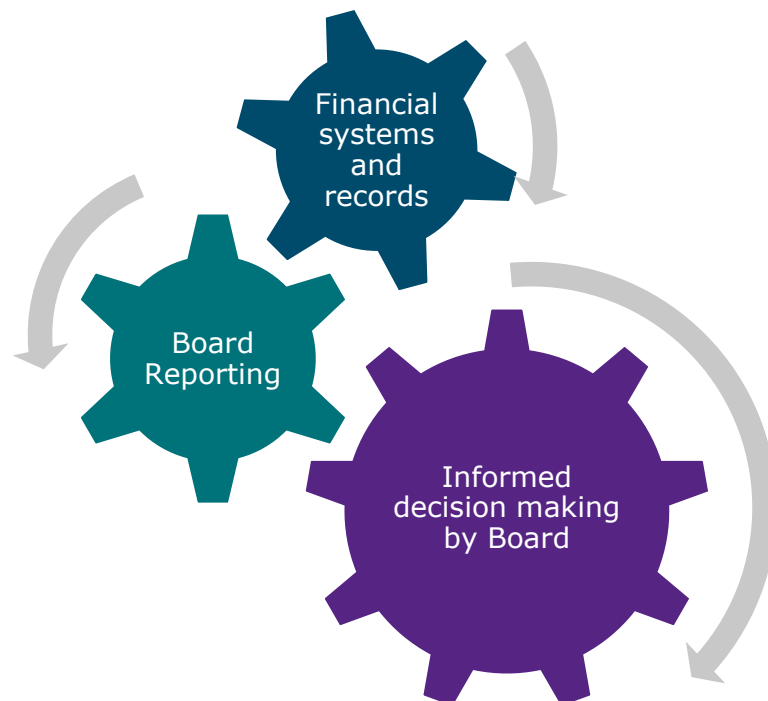 Financial
systems
and
records
Board
Reporting
Informed
decision making
by Board